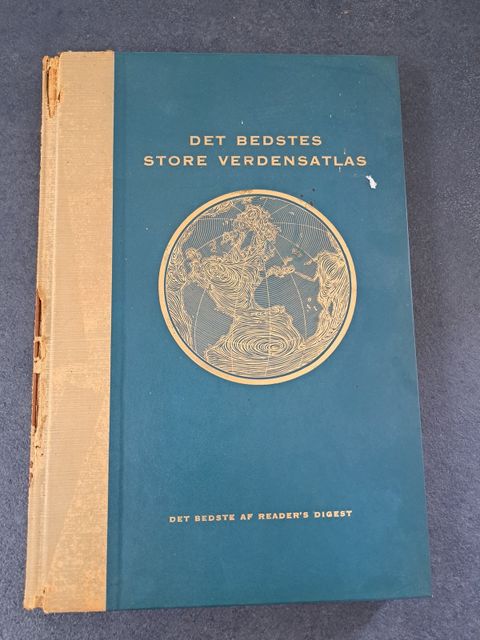 DET BEDSTES
STORE VERDENSATLAS
DET BEDSTE AF READER'S DIGEST